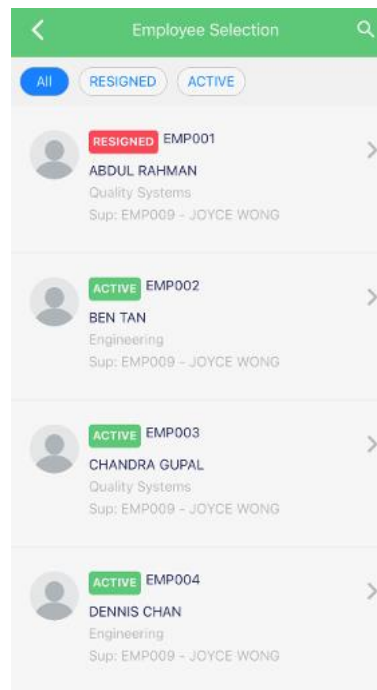 Employee Selection
All RESIGNED ACTIVE
RESIGNED EMP001
ABDUL RAHMAN
Quality Systems
Sup: EMP009 - JOYCE WONG
ACTIVE EMP002
BEN TAN
Engineering
Sup: EMP009 - JOYCE WONG
ACTIVE EMP003
CHANDRA GUPAL
Quality Systems
Sup: EMP009 - JOYCE WONG
ACTIVE EMP004
DENNIS CHAN
Engineering
Sup: EMP009 - JOYCE WONG